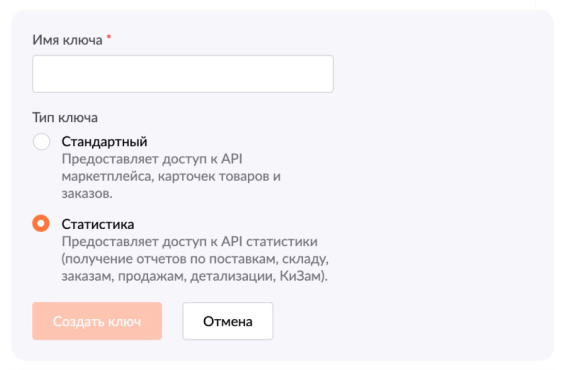 Имя ключа *
Тип ключа
Стандартный
Предоставляет доступ к API
маркетплейса, карточек товаров и
заказов.
Статистика
Предоставляет доступ к API статистики
(получение отчетов по поставкам, складу,
заказам, продажам, детализации, КиЗам).
Создать ключ
Отмена